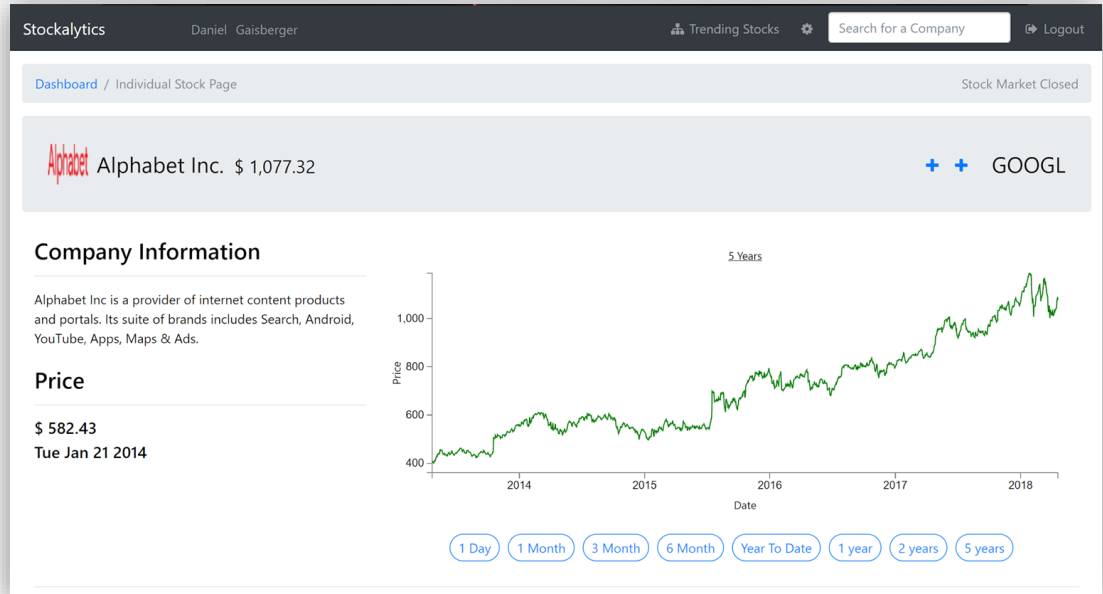 Stockalytics Daniel Gaisberger Trending Stocks Search for a Company Logout
Dashboard / Individual Stock Page Stock Market Closed
Alphabet Alphabet Inc. $ 1,077.32 + + GOOGL
Company Information
Alphabet Inc is a provider of internet content products
and portals. Its suite of brands includes Search, Android,
YouTube, Apps, Maps & Ads.
Price
$ 582.43
Tue Jan 21 2014
5 Years
1,000
800
600
400
Price
2014 2015 2016 2017 2018
Date
1 Day 1 Month 3 Month 6 Month Year To Date 1 year 2 years 5 years